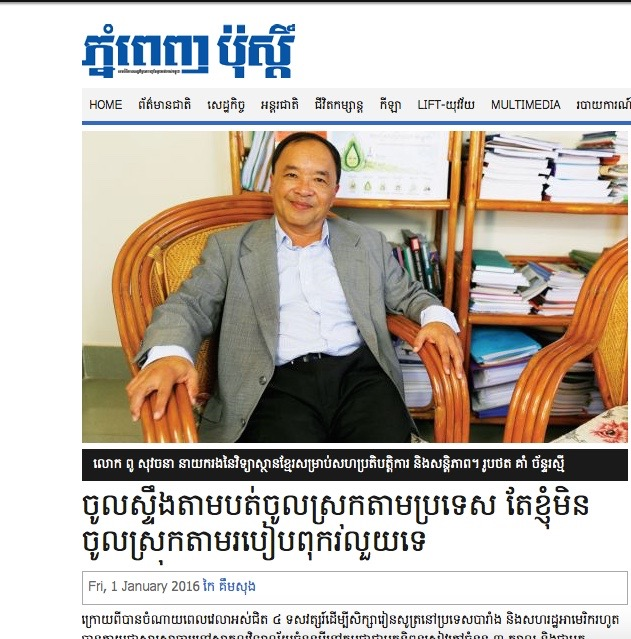 ភ្នំពេញ ប៉ុស្តិ៍
HOME ព័ត៌មានជាតិ សេដ្ឋកិច្ច អន្តរជាតិ ជីវិតកម្សាន្ត កីឡា LIFT-យុវវ័យ MULTIMEDIA របាយការណ៍
លោក ពូ សុវចនា នាយករងនៃវិទ្យាស្ថានខ្មែរសម្រាប់សហប្រតិបត្តិការ និងសន្តិភាព។ រូបថត គាំ ច័ន្ទរស្មី
ចូលស្ទឹងតាមបត់ចូលស្រុកតាមប្រទេស តែខ្ញុំមិន
ចូលស្រុកតាមរបៀបពុករលួយទេ
Fri, 1 January 2016 កែ គឹមសុង
ក្រោយពីបានចំណាយពេលវេលាអស់ជិត ៤ ទសវត្សរ៍ដើម្បីសិក្សារៀនសូត្រនៅប្រទេសបារាំង និងសហរដ្ឋអាមេរិករហូត